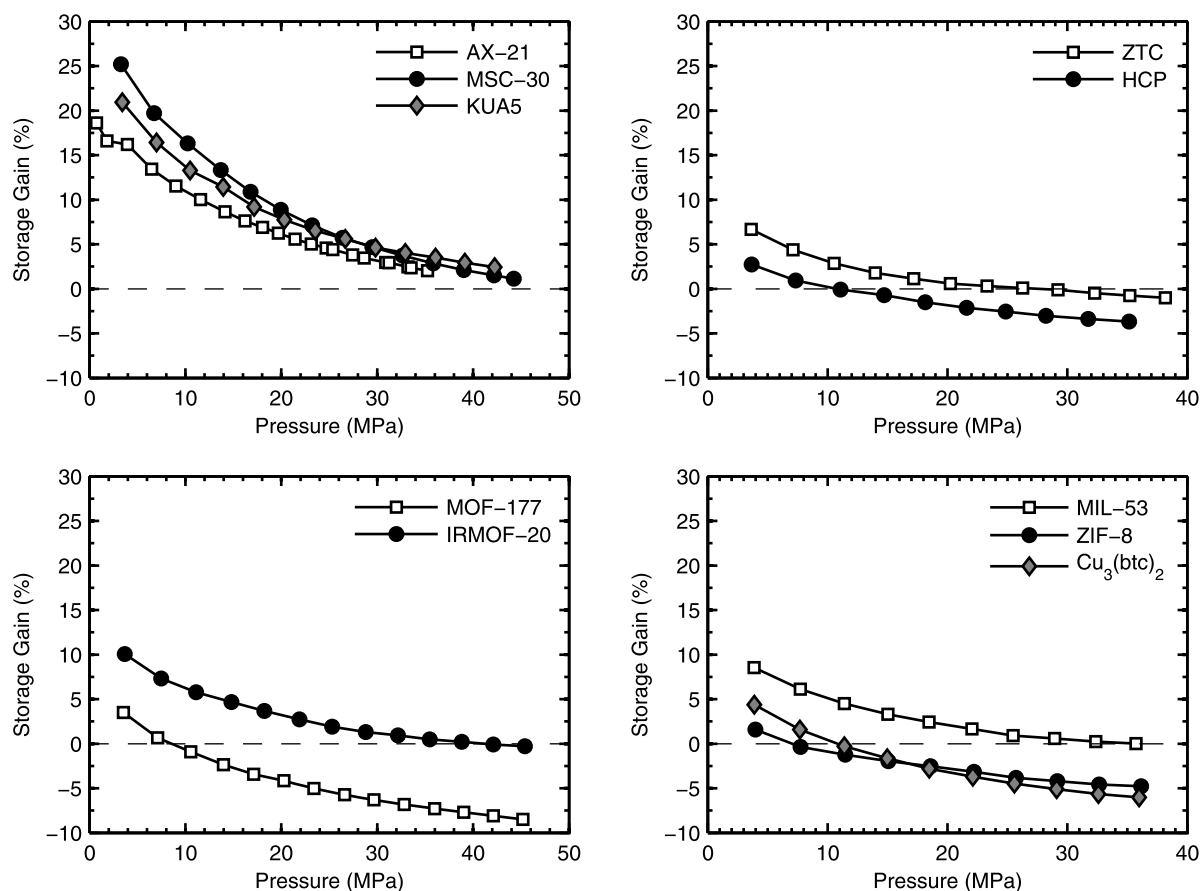 30
25
20
15
10
5
0
−5
−10
Storage Gain (%)
AX−21
MSC−30
KUA5
0 10 20 30 40 50
Pressure (MPa)
30
25
20
15
10
5
0
−5
−10
Storage Gain (%)
ZTC
HCP
0 10 20 30 40
Pressure (MPa)
30
25
20
15
10
5
0
−5
−10
Storage Gain (%)
MOF−177
IRMOF−20
0 10 20 30 40 50
Pressure (MPa)
30
25
20
15
10
5
0
−5
−10
Storage Gain (%)
MIL−53
ZIF−8
Cu3(btc)2
0 10 20 30 40
Pressure (MPa)